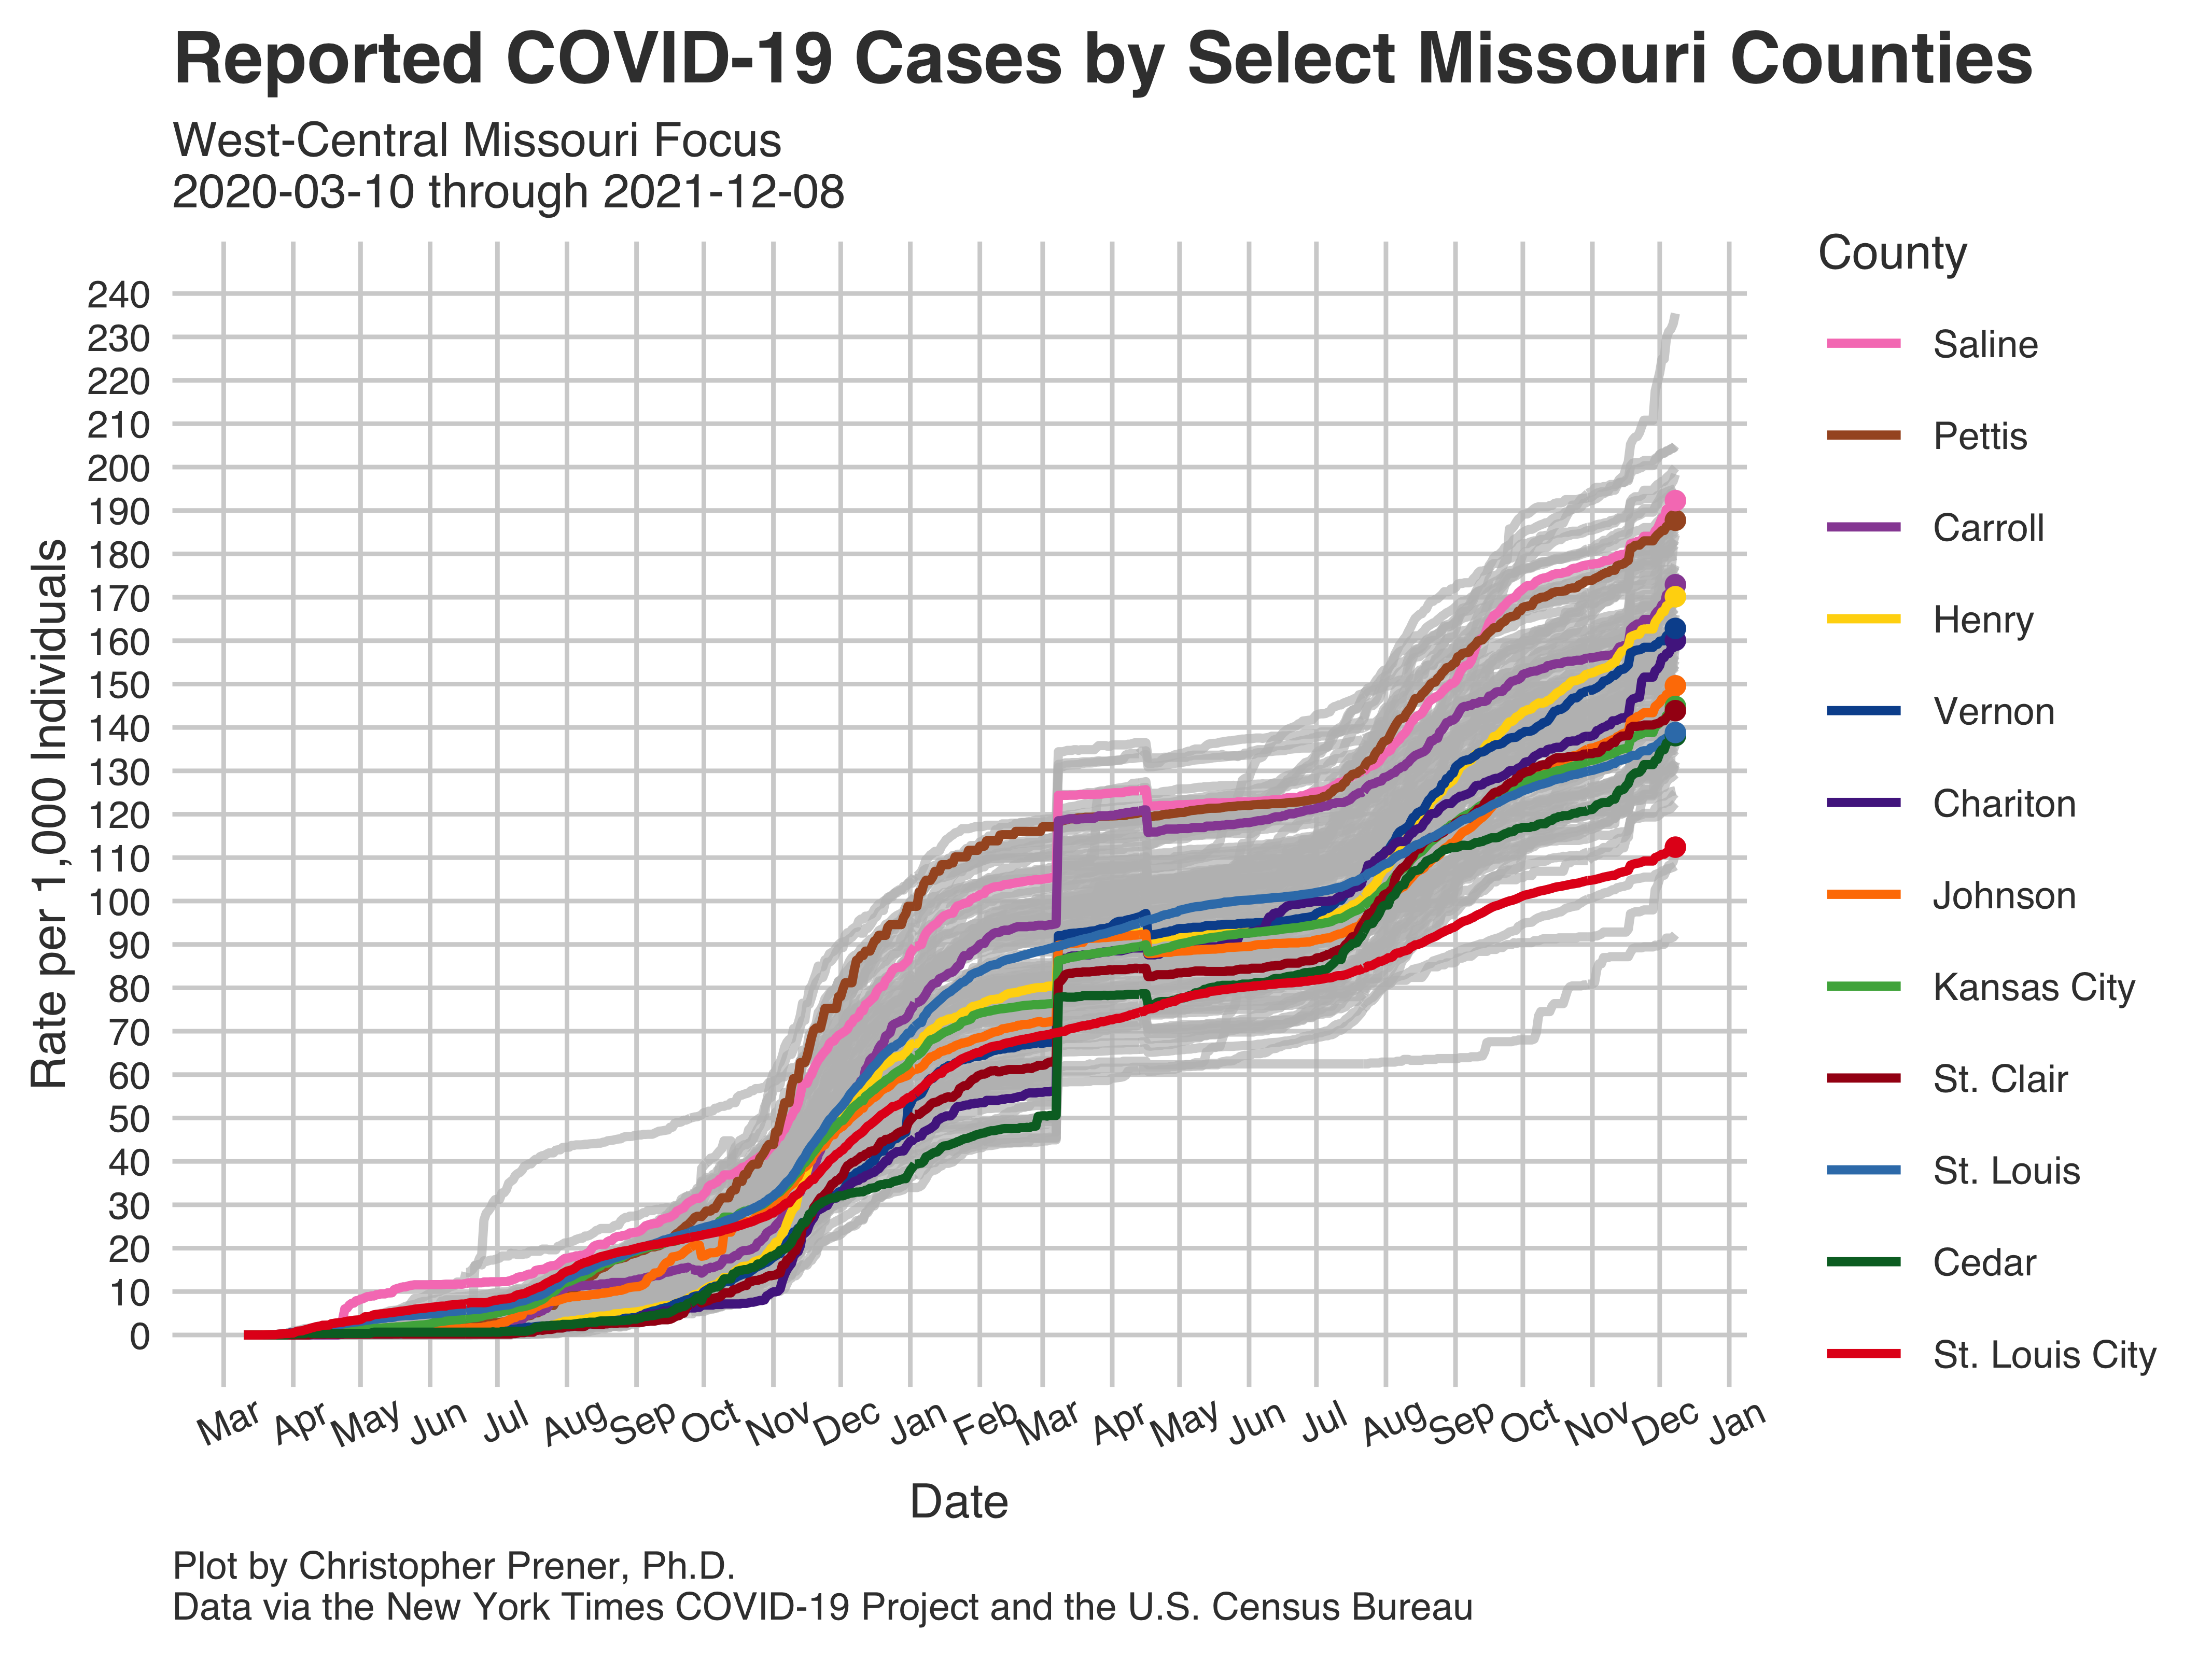 Reported COVID-19 Cases by Select Missouri Counties
West-Central Missouri Focus
2020-03-10 through 2021-12-08
County
Saline
Pettis
Carroll
Henry
Vernon
Chariton
Johnson
Kansas City
St. Clair
St. Louis
Cedar
St. Louis City
Rate per 1,000 Individuals
240
230
220
210
200
190
180
170
160
150
140
130
120
110
100
90
80
70
60
50
40
30
20
10
0
Mar Apr May Jun Jul Aug Sep Oct Nov Dec Jan Feb Mar Apr May Jun Jul Aug Sep Oct Nov Dec Jan
Date
Plot by Christopher Prener, Ph.D.
Data via the New York Times COVID-19 Project and the U.S. Census Bureau